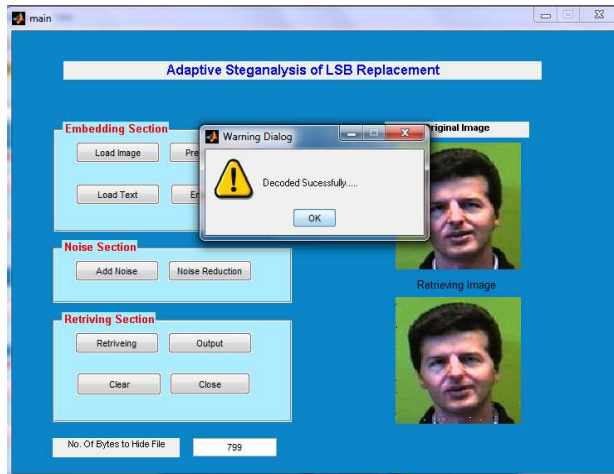 main
Adaptive Steganalysis of LSB Replacement
Embedding Section
Load Image
Load Text
Warning Dialog
Decoded Sucessfully.....
OK
riginal Image
Noise Section
Add Noise
Noise Reduction
Retrieving Image
Retriving Section
Retriveing
Output
Clear
Close
No. Of Bytes to Hide File
799